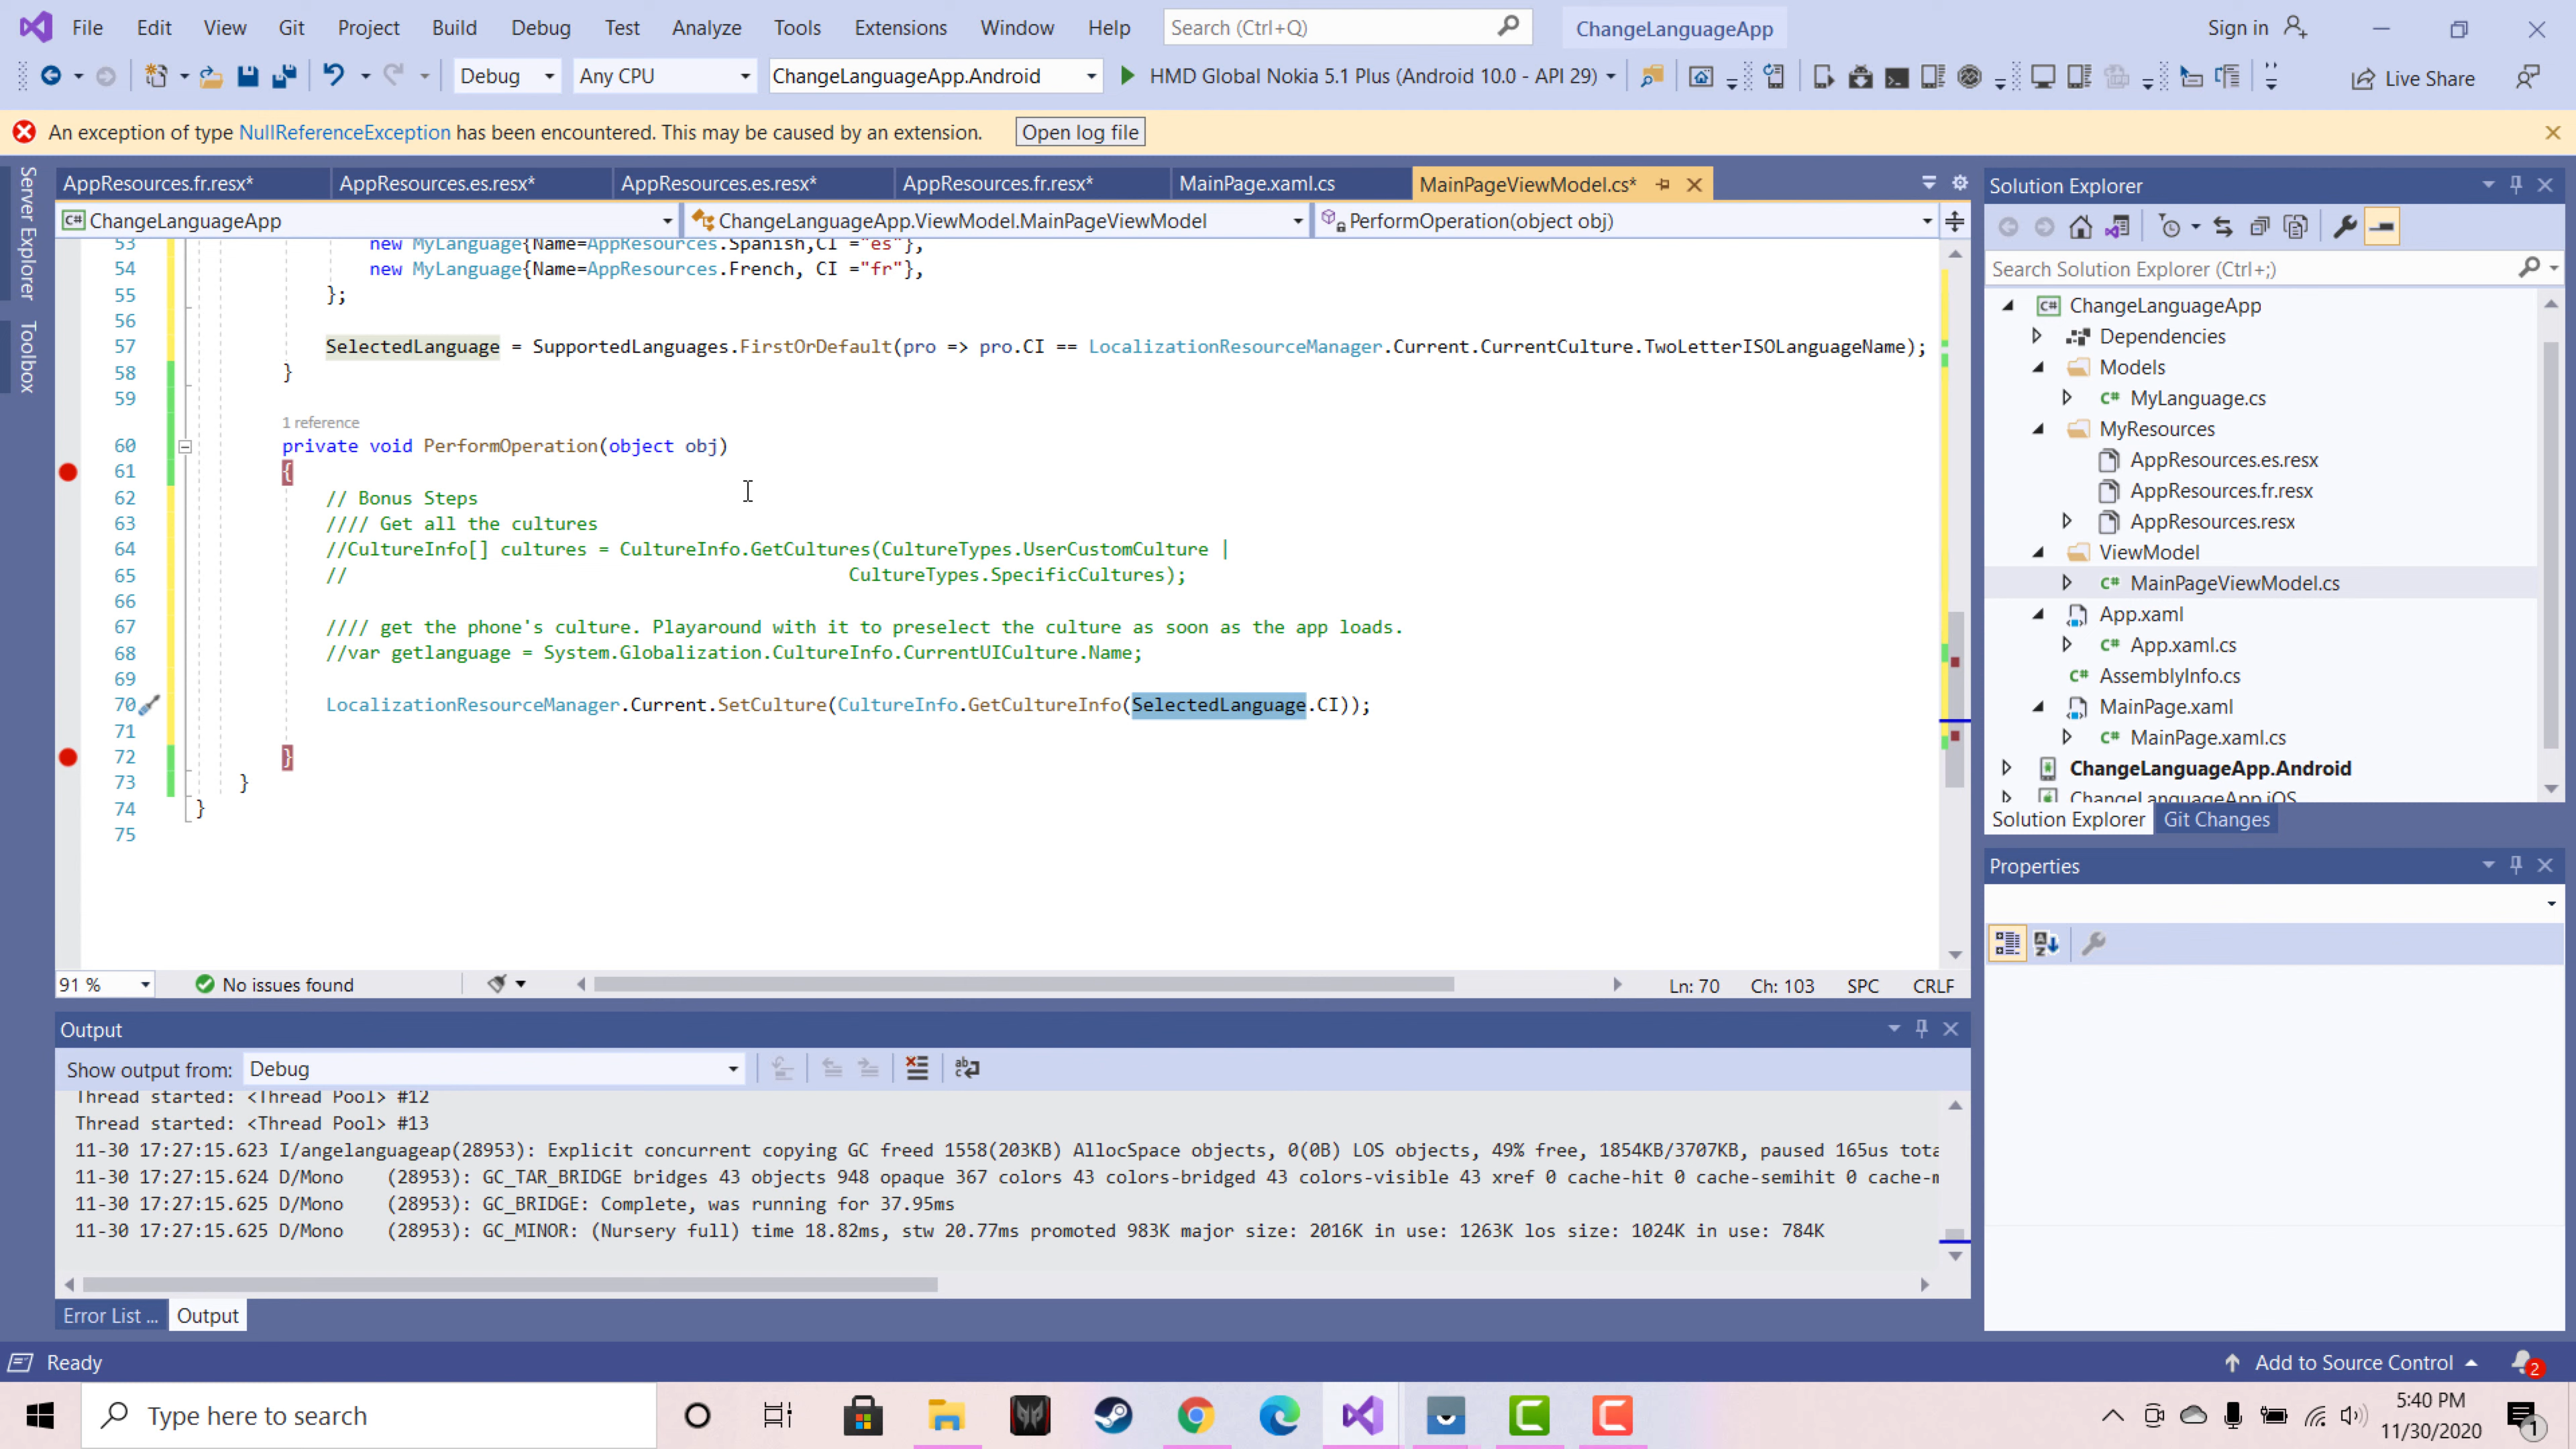 File Edit View Git Project Build Debug Test Analyze Tools Extensions Window Help Search (Ctrl+Q) ChangeLanguageApp Sign in
Debug Any CPU ChangeLanguageApp.Android HMD Global Nokia 5.1 Plus (Android 10.0 - API 29) Live Share
An exception of type NullReferenceException has been encountered. This may be caused by an extension. Open log file
Server Explorer
Toolbox
AppResources.fr.resx* AppResources.es.resx* AppResources.es.resx* AppResources.fr.resx* MainPage.xaml.cs MainPageViewModel.cs*
C# ChangeLanguageApp ChangeLanguageApp.ViewModel.MainPageViewModel PerformOperation(object obj)
53 new MyLanguage{Name=AppResources.Spanish,CI ="es"},
54 new MyLanguage{Name=AppResources.French, CI ="fr"},
55 };
56
57 SelectedLanguage = SupportedLanguages.FirstOrDefault(pro => pro.CI == LocalizationResourceManager.Current.CurrentCulture.TwoLetterISOLanguageName);
58 }
59
1 reference
60 private void PerformOperation(object obj)
61 {
62 // Bonus Steps
63 //// Get all the cultures
64 //CultureInfo[] cultures = CultureInfo.GetCultures(CultureTypes.UserCustomCulture |
65 // CultureTypes.SpecificCultures);
66
67 //// get the phone's culture. Playaround with it to preselect the culture as soon as the app loads.
68 //var getlanguage = System.Globalization.CultureInfo.CurrentUICulture.Name;
69
70 LocalizationResourceManager.Current.SetCulture(CultureInfo.GetCultureInfo(SelectedLanguage.CI));
71
72 }
73 }
74 }
75
91 % No issues found Ln: 70 Ch: 103 SPC CRLF
Output
Show output from: Debug
Thread started: <Thread Pool> #12
Thread started: <Thread Pool> #13
11-30 17:27:15.623 I/angelanguageap(28953): Explicit concurrent copying GC freed 1558(203KB) AllocSpace objects, 0(0B) LOS objects, 49% free, 1854KB/3707KB, paused 165us tota
11-30 17:27:15.624 D/Mono (28953): GC_TAR_BRIDGE bridges 43 objects 948 opaque 367 colors 43 colors-bridged 43 colors-visible 43 xref 0 cache-hit 0 cache-semihit 0 cache-m
11-30 17:27:15.625 D/Mono (28953): GC_BRIDGE: Complete, was running for 37.95ms
11-30 17:27:15.625 D/Mono (28953): GC_MINOR: (Nursery full) time 18.82ms, stw 20.77ms promoted 983K major size: 2016K in use: 1263K los size: 1024K in use: 784K
Error List ... Output
Solution Explorer
Search Solution Explorer (Ctrl+;)
C# ChangeLanguageApp
Dependencies
Models
C# MyLanguage.cs
MyResources
AppResources.es.resx
AppResources.fr.resx
AppResources.resx
ViewModel
C# MainPageViewModel.cs
App.xaml
C# App.xaml.cs
C# AssemblyInfo.cs
MainPage.xaml
C# MainPage.xaml.cs
ChangeLanguageApp.Android
ChangeLanguageApp.iOS
Solution Explorer Git Changes
Properties
Ready Add to Source Control 2
Type here to search 5:40 PM
11/30/2020 1